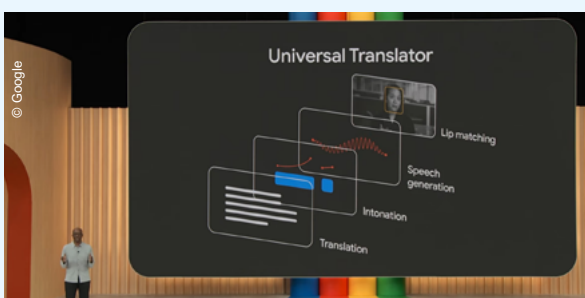 © Google
Universal Translator
Lip matching
Speech
generation
Intonation
Translation